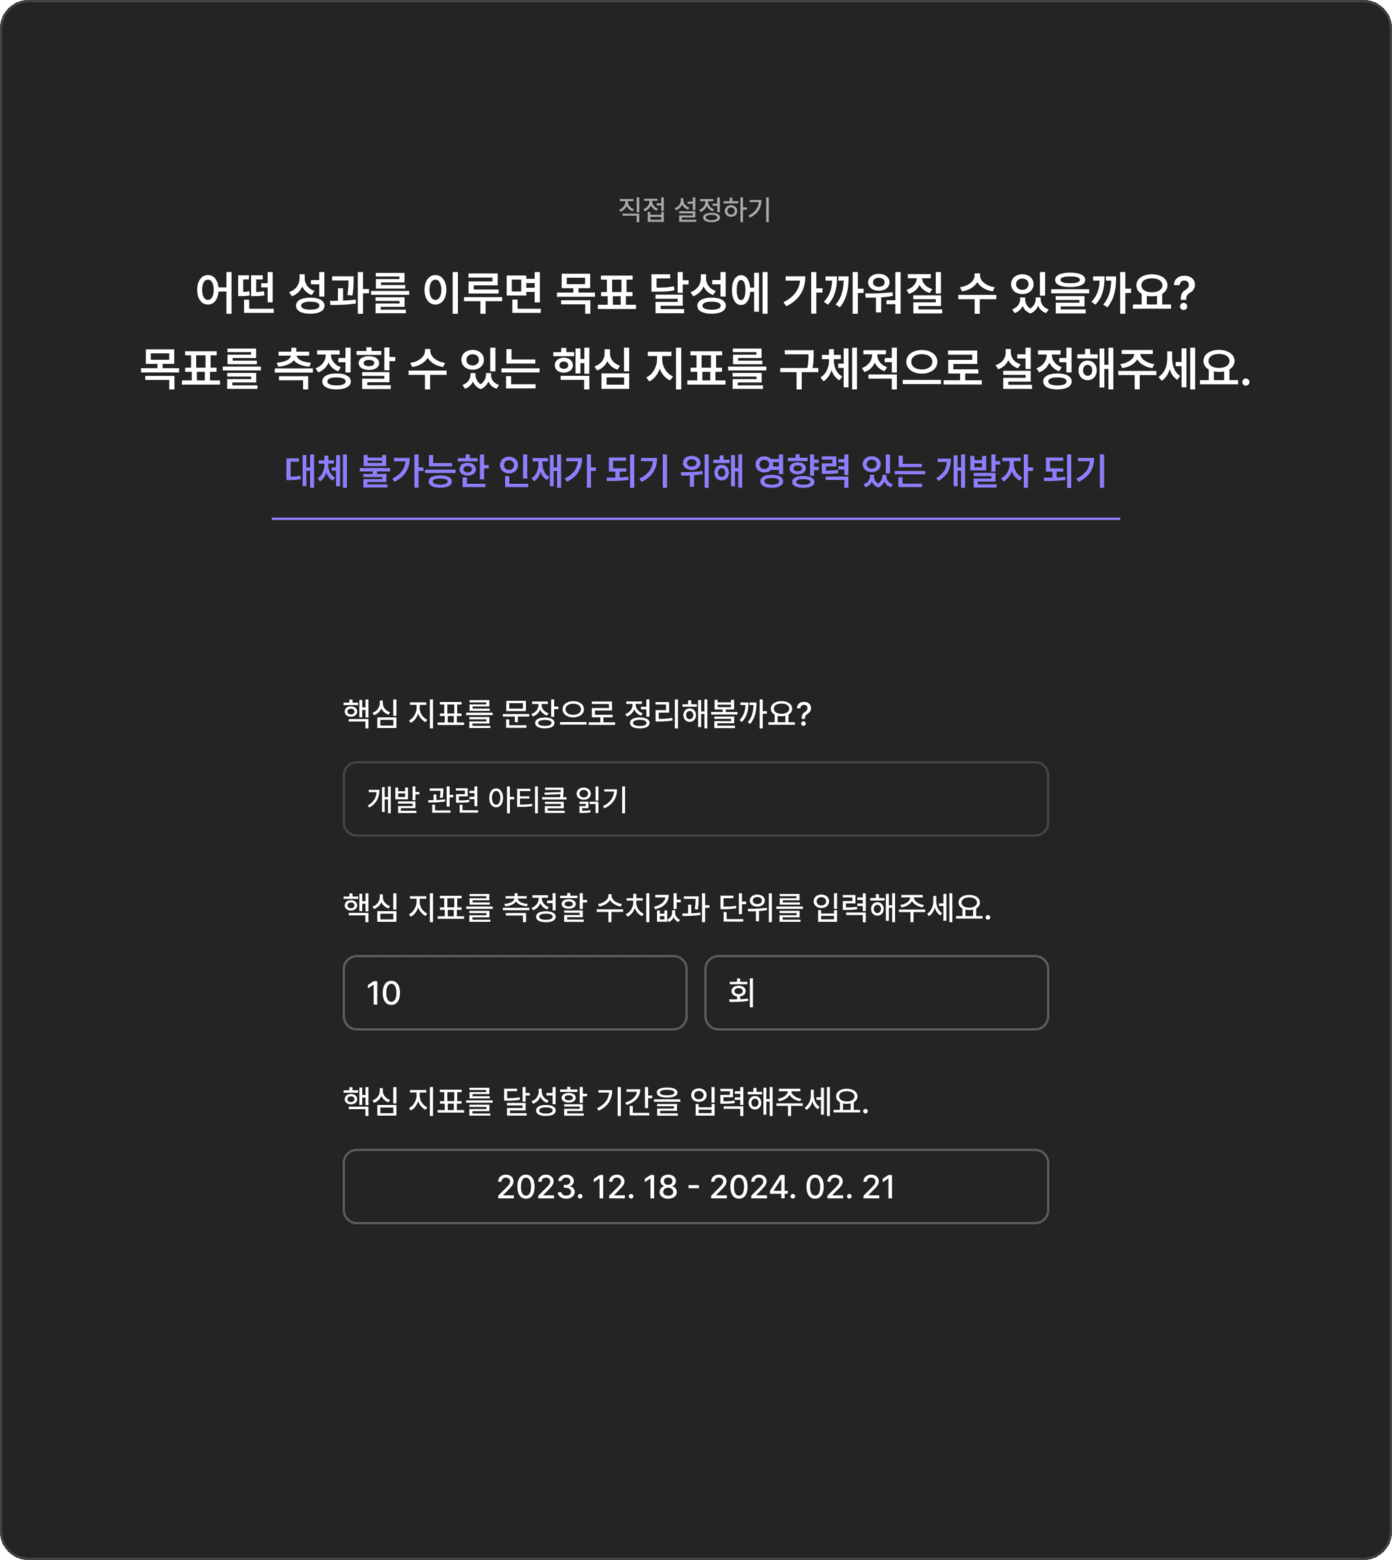 직접 설정하기
어떤 성과를 이루면 목표 달성에 가까워질 수 있을까요?
목표를 측정할 수 있는 핵심 지표를 구체적으로 설정해주세요.
대체 불가능한 인재가 되기 위해 영향력 있는 개발자 되기
핵심 지표를 문장으로 정리해볼까요?
개발 관련 아티클 읽기
핵심 지표를 측정할 수치값과 단위를 입력해주세요.
10 회
핵심 지표를 달성할 기간을 입력해주세요.
2023. 12. 18 - 2024. 02. 21